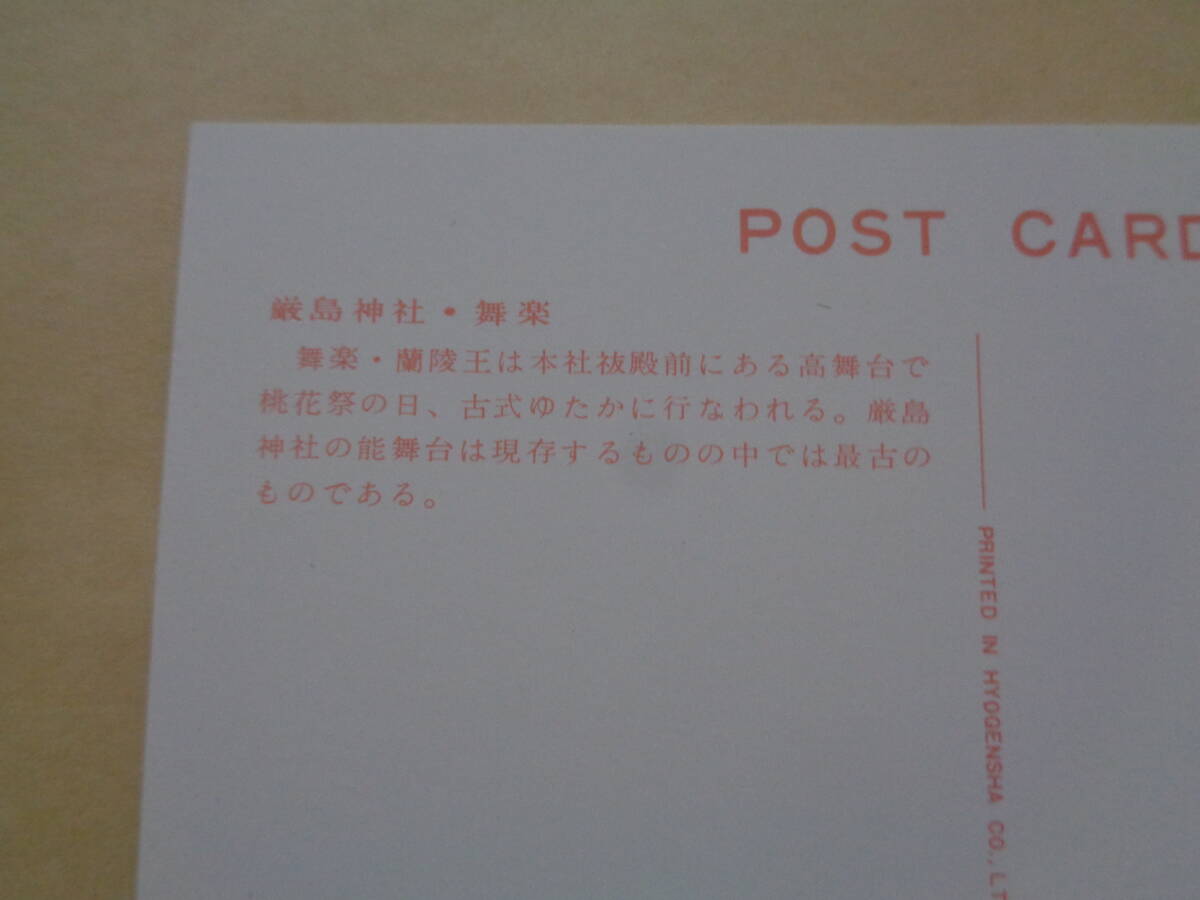 POST CARD
厳島神社・舞楽
舞楽・蘭陵王は本社祓殿前にある高舞台で
桃花祭の日、古式ゆたかに行なわれる。厳島
神社の能舞台は現存するものの中では最古の
ものである。
PRINTED IN HYOGENSHA CO., LT